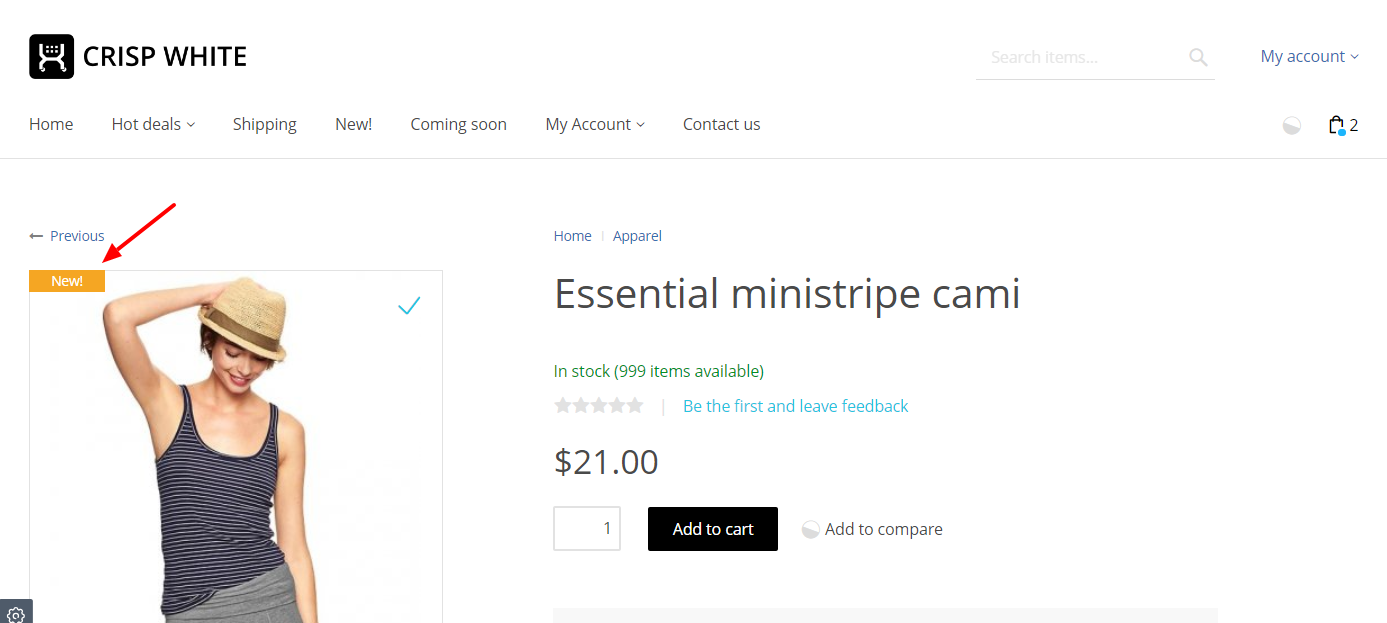 CRISP WHITE
Search items...
My account
Home
Hot deals
Shipping
New!
Coming soon
My Account
Contact us
2
Previous
New!
Home
Apparel
Essential ministripe cami
In stock (999 items available)
Be the first and leave feedback
$21.00
1
Add to cart
Add to compare